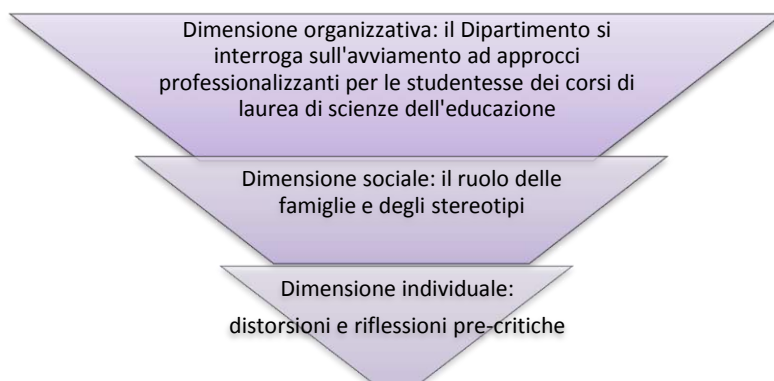 Dimensione organizzativa: il Dipartimento si
interroga sull'avviamento ad approcci
professionalizzanti per le studentesse dei corsi di
laurea di scienze dell'educazione
Dimensione sociale: il ruolo delle
famiglie e degli stereotipi
Dimensione individuale:
distorsioni e riflessioni pre-critiche